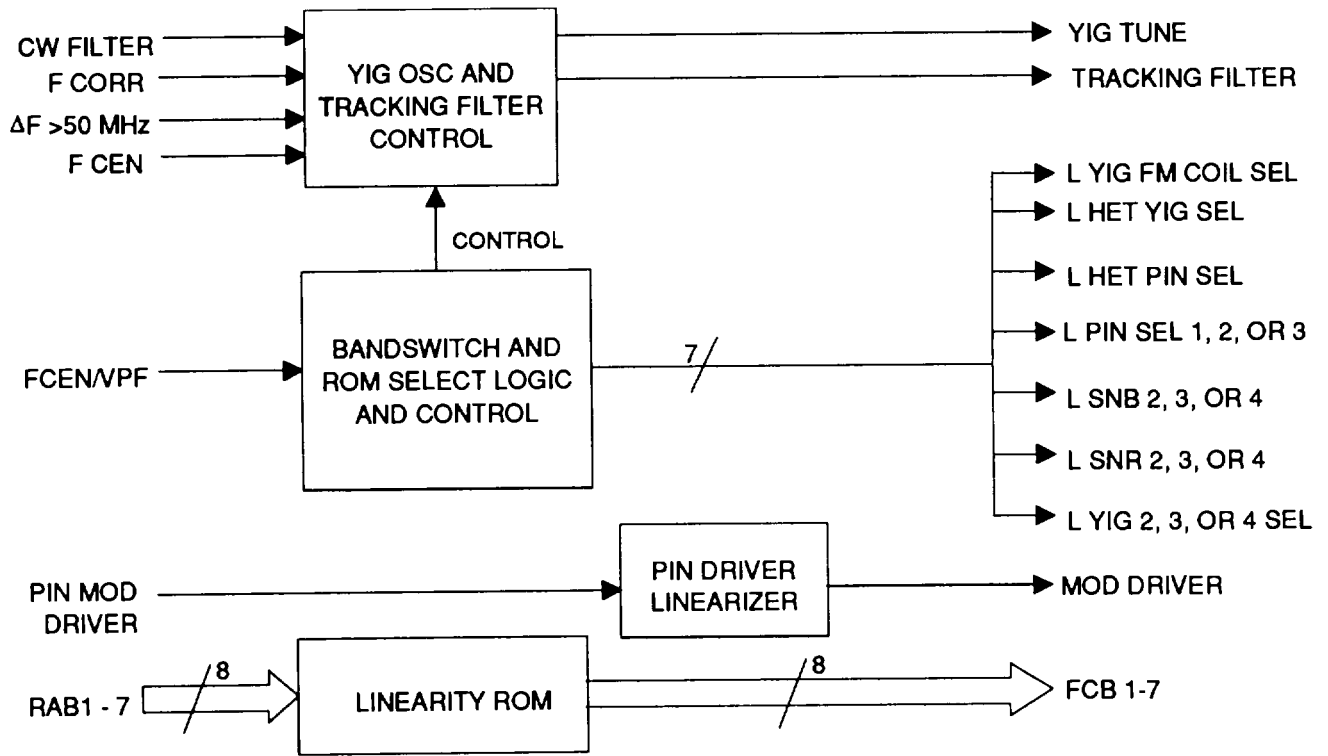 CW FILTER
F CORR
ΔF >50 MHz
F CEN
YIG OSC AND
TRACKING FILTER
CONTROL
YIG TUNE
TRACKING FILTER
CONTROL
FCEN/VPF
BANDSWITCH AND
ROM SELECT LOGIC
AND CONTROL
7
L YIG FM COIL SEL
L HET YIG SEL
L HET PIN SEL
L PIN SEL 1, 2, OR 3
L SNB 2, 3, OR 4
L SNR 2, 3, OR 4
L YIG 2, 3, OR 4 SEL
PIN MOD
DRIVER
PIN DRIVER
LINEARIZER
MOD DRIVER
RAB1 - 7
8
LINEARITY ROM
8
FCB 1-7